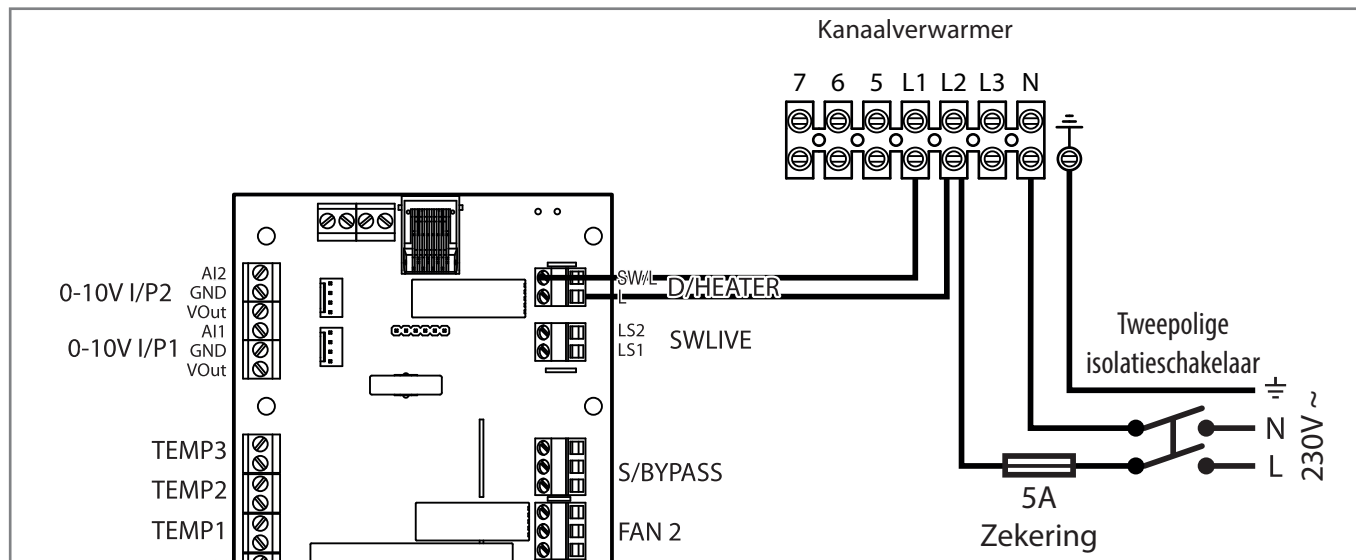 Kanaalverwarmer
7 6 5 L1 L2 L3 N
AI2
0-10V I/P2 GND
VOut
AI1
0-10V I/P1 GND
VOut
SW/L
L
D/HEATER
LS2
LS1
SWLIVE
Tweepolige
isolatieschakelaar
N
L
230V ~
5A
Zekering
TEMP3
TEMP2
TEMP1
S/BYPASS
FAN 2